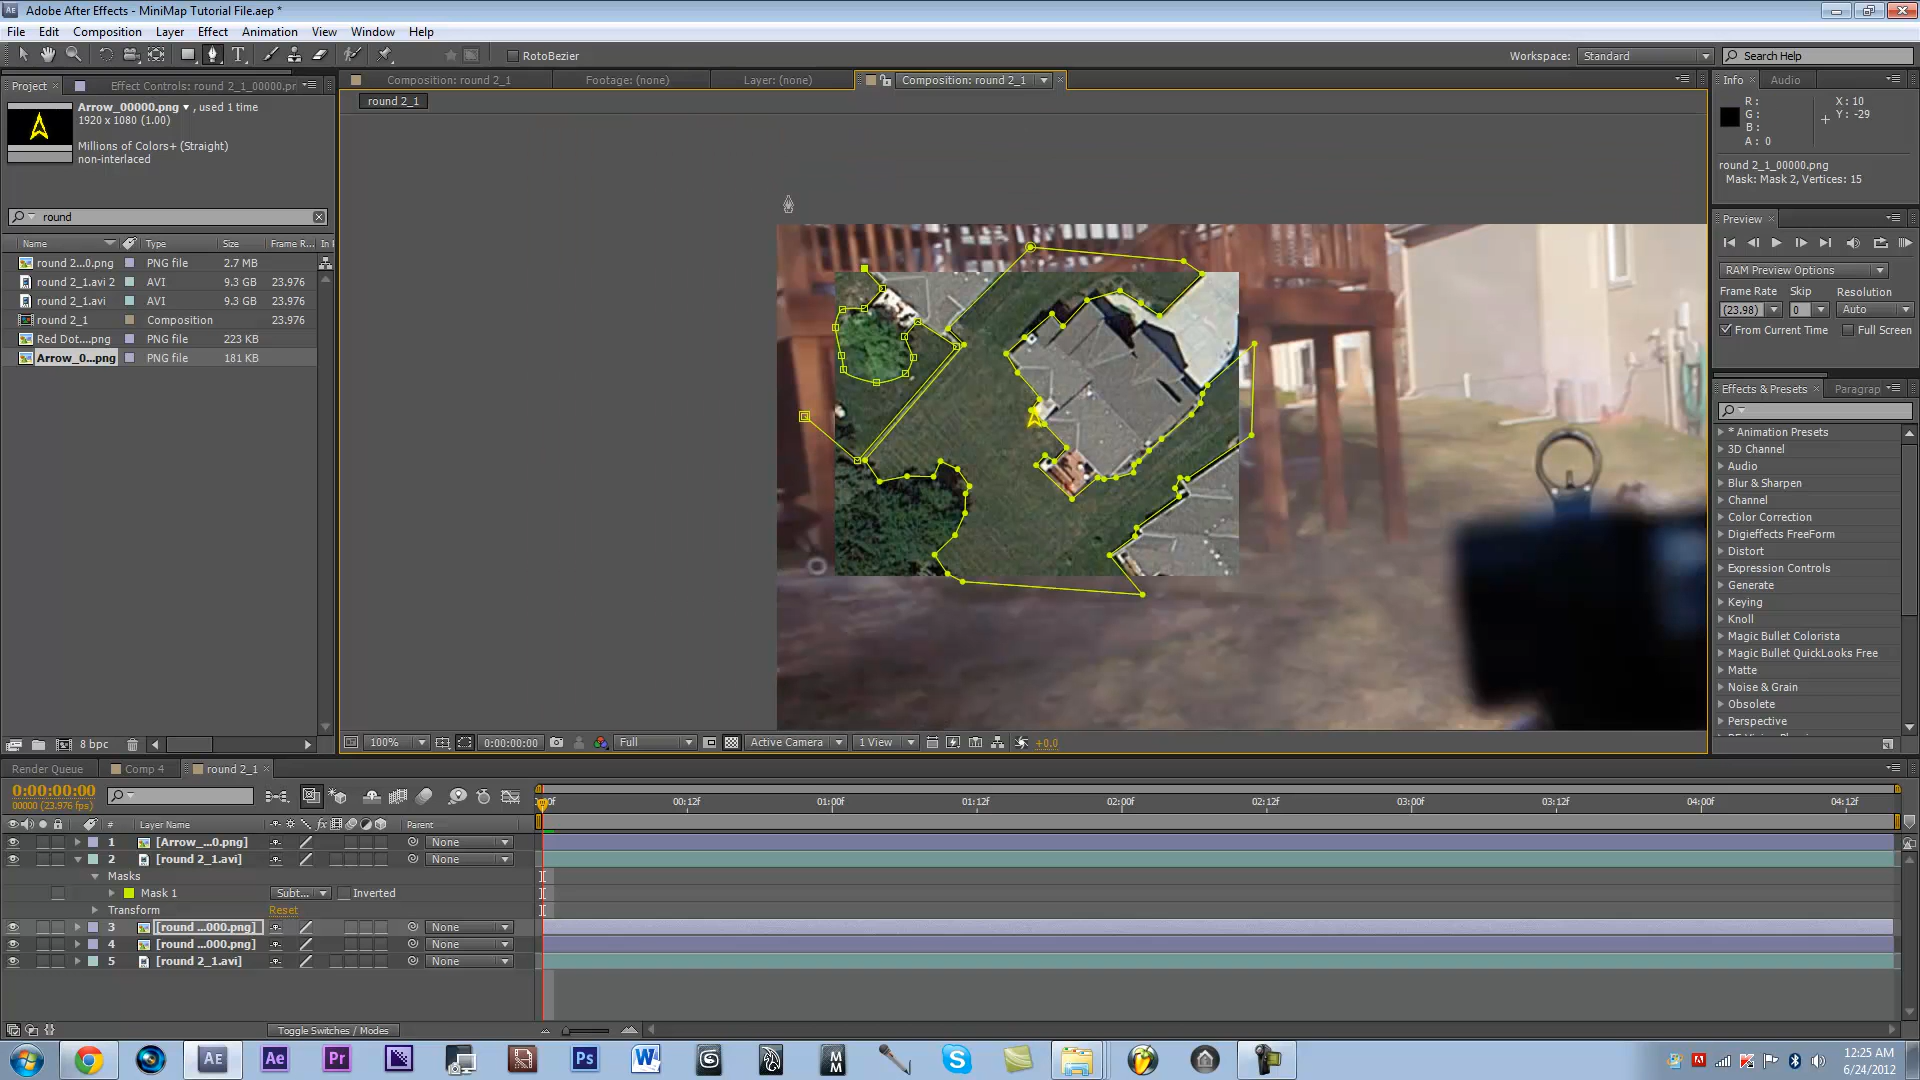 Adobe After Effects - MiniMap Tutorial File.aep *
File Edit Composition Layer Effect Animation View Window Help
RotoBezier
Workspace: Standard
Search Help
Project
Effect Controls: round 2_1_00000.pr
Arrow_00000.png , used 1 time
1920 x 1080 (1.00)
Millions of Colors+ (Straight)
non-interlaced
round
Name Type Size Frame R... In
round 2...0.png PNG file 2.7 MB
round 2_1.avi 2 AVI 9.3 GB 23.976
round 2_1.avi AVI 9.3 GB 23.976
round 2_1 Composition 23.976
Red Dot....png PNG file 223 KB
Arrow_0...png PNG file 181 KB
8 bpc
Composition: round 2_1
Footage: (none)
Layer: (none)
Composition: round 2_1
round 2_1
100%
0:00:00:00
Full
Active Camera
1 View
+0.0
Info Audio
R:
G:
B:
A: 0
X: 10
Y: -29
round 2_1_00000.png
Mask: Mask 2, Vertices: 15
Preview
RAM Preview Options
Frame Rate Skip Resolution
(23.98) 0 Auto
From Current Time Full Screen
Effects & Presets Paragrap
* Animation Presets
3D Channel
Audio
Blur & Sharpen
Channel
Color Correction
Digieffects FreeForm
Distort
Expression Controls
Generate
Keying
Knoll
Magic Bullet Colorista
Magic Bullet QuickLooks Free
Matte
Noise & Grain
Obsolete
Perspective
Render Queue Comp 4 round 2_1
0:00:00:00
00000 (23.976 fps)
00:12f 01:00f 01:12f 02:00f 02:12f 03:00f 03:12f 04:00f 04:12f
# Layer Name Parent
1 [Arrow_...0.png] None
2 [round 2_1.avi] None
Masks
Mask 1 Subt... Inverted
Transform Reset
3 [round ...000.png] None
4 [round ...000.png] None
5 [round 2_1.avi] None
Toggle Switches / Modes
AE Ae Pr Ps
12:25 AM
6/24/2012